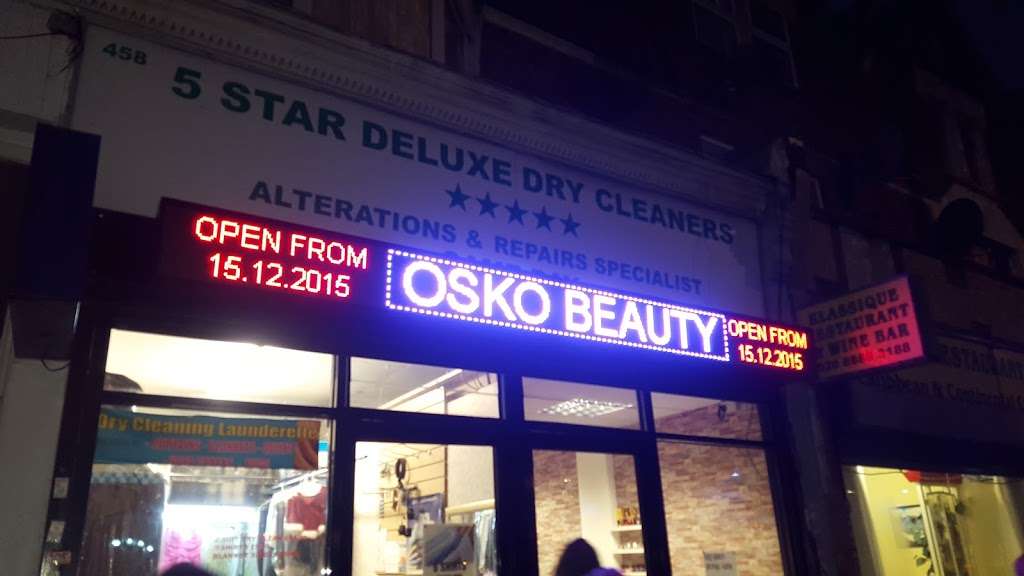 458
5 STAR DELUXE DRY CLEANERS
★★★★★
ALTERATIONS & REPAIRS SPECIALIST
OPEN FROM
15.12.2015
OSKO BEAUTY
OPEN FROM
15.12.2015
KLASSIQUE
RESTAURANT
WINE BAR
Dry Cleaning Launderette